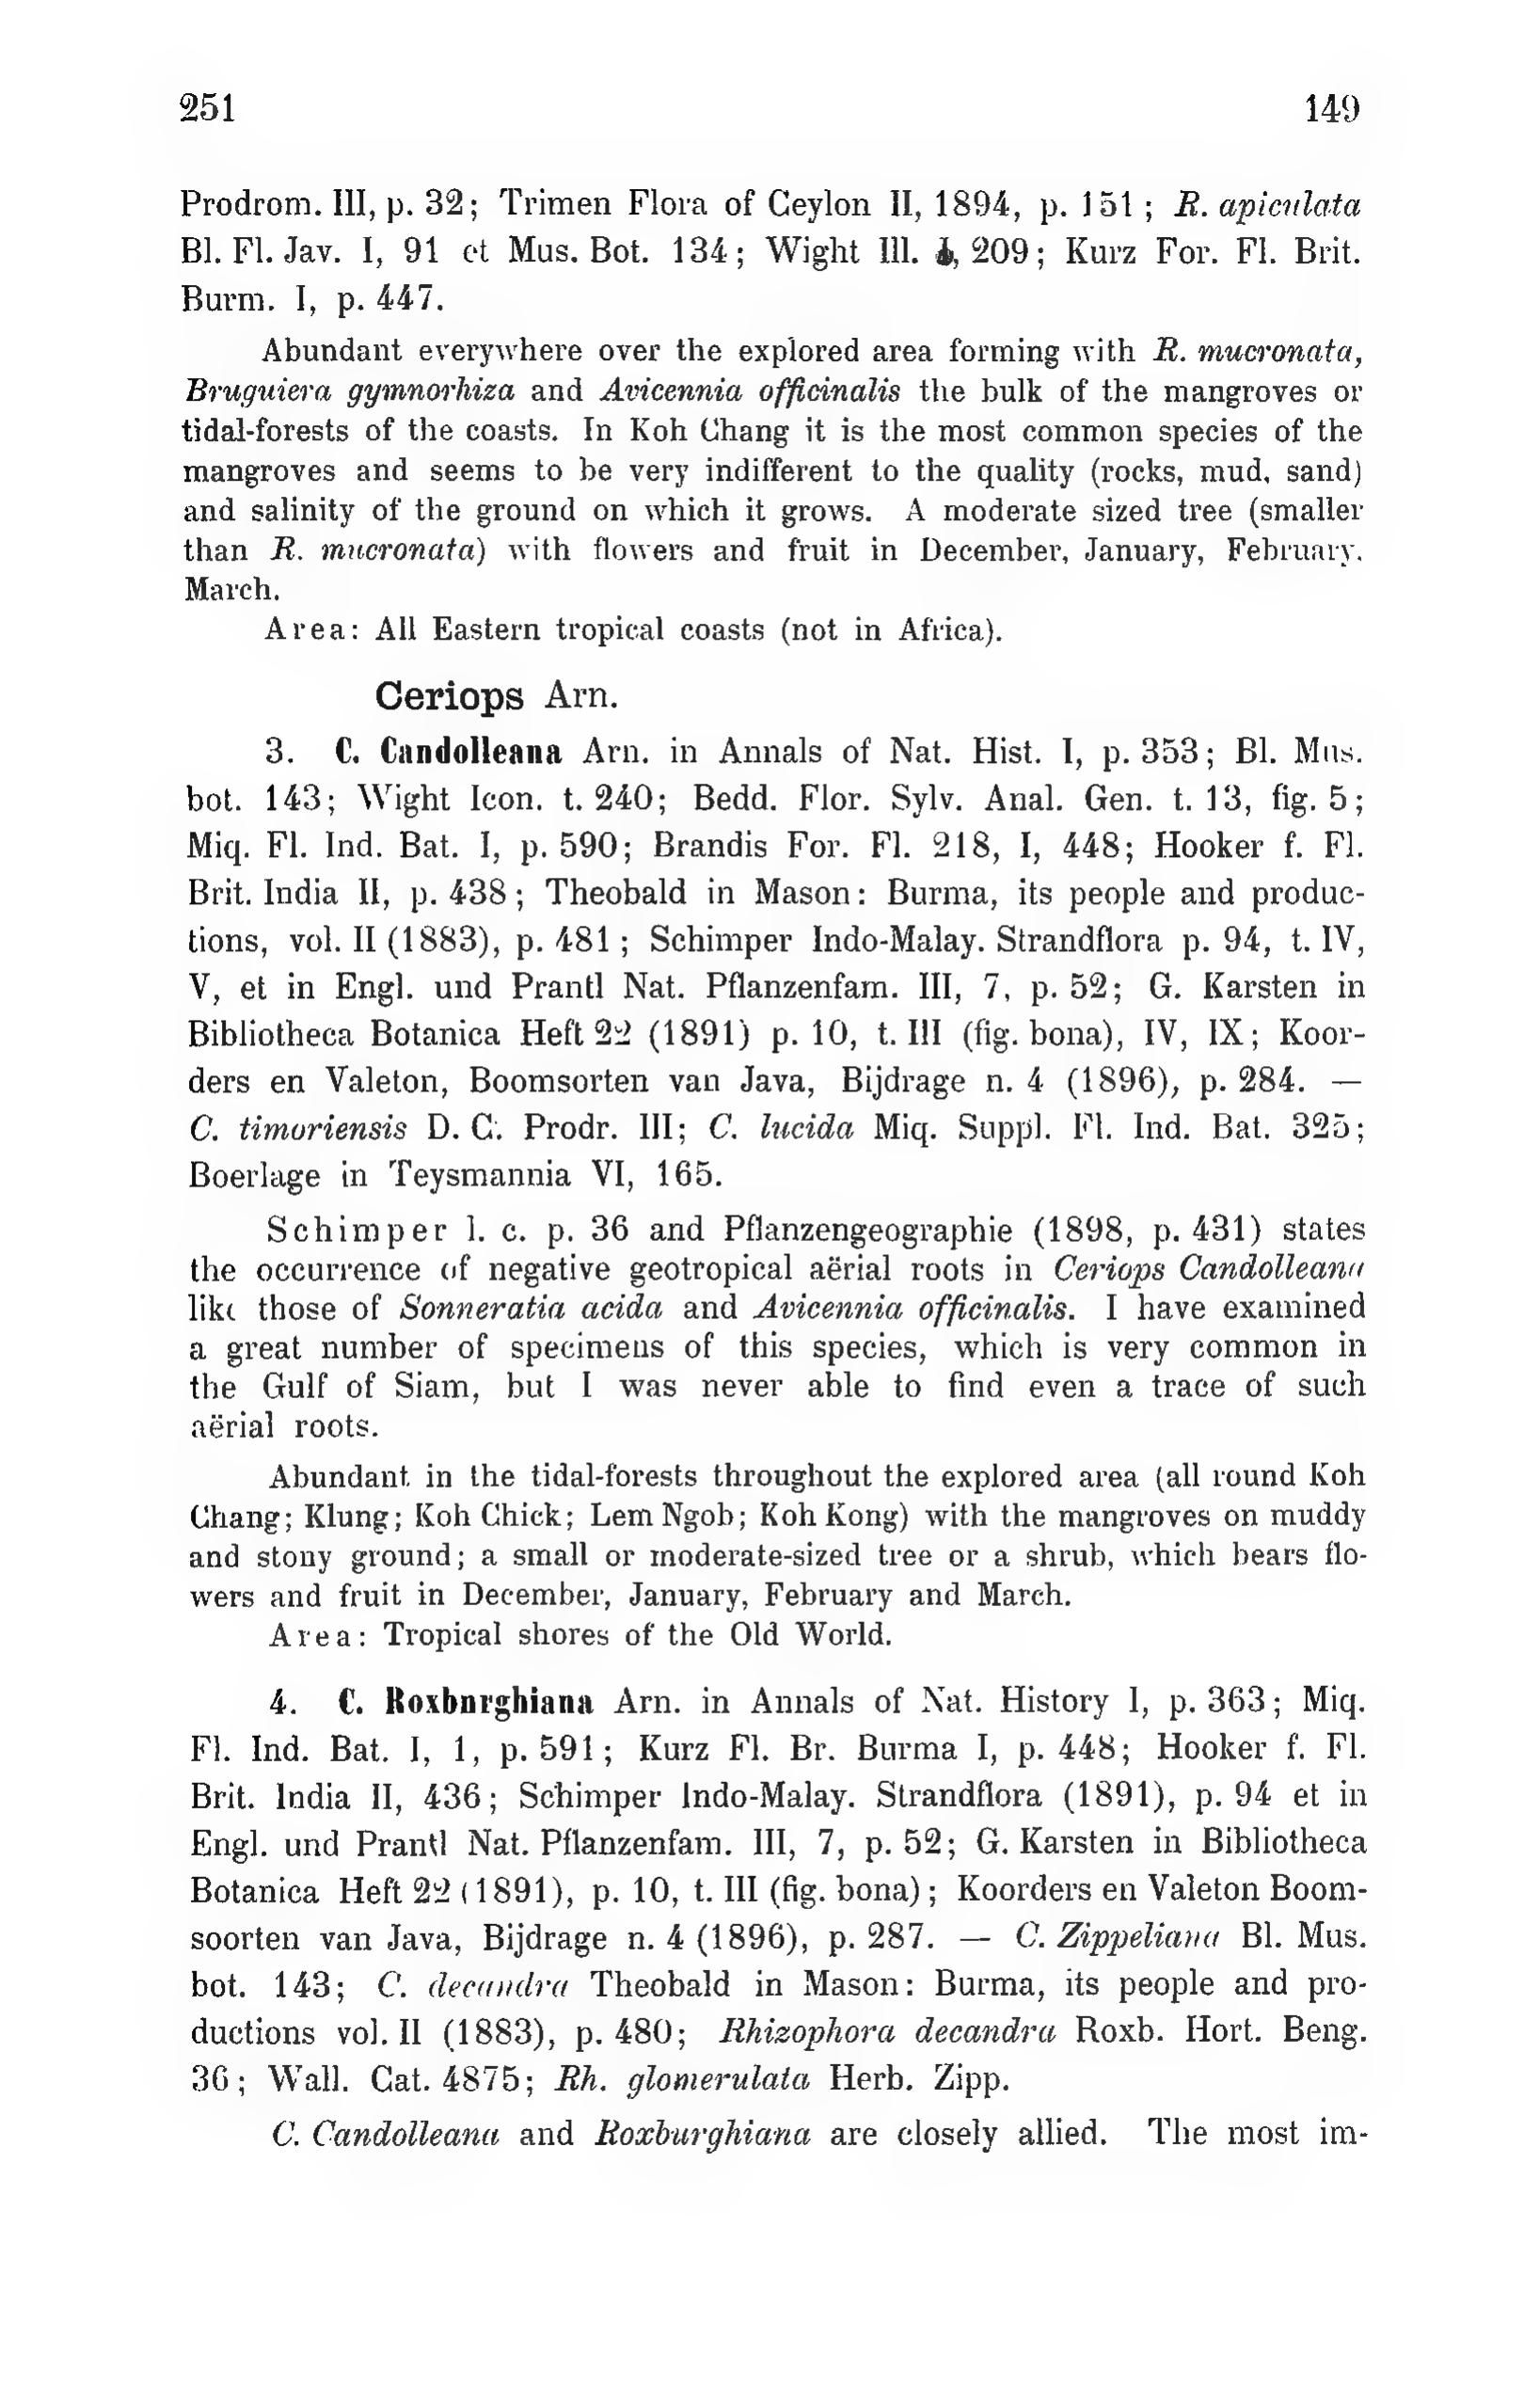 251 149
Prodrom. III, p. 32; Trimen Flora of Ceylon II, 1894, p. 151; R. apiculata
Bl. Fl. Jav. I, 91 et Mus. Bot. 134; Wight Ill. 209; Kurz For. Fl. Brit.
Burm. I, p. 447.
Abundant everywhere over the explored area forming with R. mucronata,
Bruguiera gymnorhiza and Avicennia officinalis the bulk of the mangroves or
tidal-forests of the coasts. In Koh Chang it is the most common species of the
mangroves and seems to be very indifferent to the quality (rocks, mud, sand)
and salinity of the ground on which it grows. A moderate sized tree (smaller
than R. mucronata) with flowers and fruit in December, January, February,
March.
Area: All Eastern tropical coasts (not in Africa).
Ceriops Arn.
3. C. Candolleana Arn. in Annals of Nat. Hist. I, p. 353; Bl. Mus.
bot. 143; Wight Icon. t. 240; Bedd. Flor. Sylv. Anal. Gen. t. 13, fig. 5;
Miq. Fl. Ind. Bat. I, p. 590; Brandis For. Fl. 218, I, 448; Hooker f. Fl.
Brit. India II, p. 438; Theobald in Mason: Burma, its people and produc-
tions, vol. II (1883), p. 481; Schimper Indo-Malay. Strandflora p. 94, t. IV,
V, et in Engl. und Prantl Nat. Pflanzenfam. III, 7, p. 52; G. Karsten in
Bibliotheca Botanica Heft 22 (1891) p. 10, t. III (fig. bona), IV, IX; Koor-
ders en Valeton, Boomsorten van Java, Bijdrage n. 4 (1896), p. 284. —
C. timoriensis D. C. Prodr. III; C. lucida Miq. Suppl. Fl. Ind. Bat. 325;
Boerlage in Teysmannia VI, 165.
Schimper l. c. p. 36 and Pflanzengeographie (1898, p. 431) states
the occurrence of negative geotropical aërial roots in Ceriops Candolleana
like those of Sonneratia acida and Avicennia officinalis. I have examined
a great number of specimens of this species, which is very common in
the Gulf of Siam, but I was never able to find even a trace of such
aërial roots.
Abundant in the tidal-forests throughout the explored area (all round Koh
Chang; Klung; Koh Chick; Lem Ngob; Koh Kong) with the mangroves on muddy
and stony ground; a small or moderate-sized tree or a shrub, which bears flo-
wers and fruit in December, January, February and March.
Area: Tropical shores of the Old World.
4. C. Roxburghiana Arn. in Annals of Nat. History I, p. 363; Miq.
Fl. Ind. Bat. I, 1, p. 591; Kurz Fl. Br. Burma I, p. 448; Hooker f. Fl.
Brit. India II, 436; Schimper Indo-Malay. Strandflora (1891), p. 94 et in
Engl. und Prantl Nat. Pflanzenfam. III, 7, p. 52; G. Karsten in Bibliotheca
Botanica Heft 22 (1891), p. 10, t. III (fig. bona); Koorders en Valeton Boom-
soorten van Java, Bijdrage n. 4 (1896), p. 287. — C. Zippeliana Bl. Mus.
bot. 143; C. decandra Theobald in Mason: Burma, its people and pro-
ductions vol. II (1883), p. 480; Rhizophora decandra Roxb. Hort. Beng.
36; Wall. Cat. 4875; Rh. glomerulata Herb. Zipp.
C. Candolleana and Roxburghiana are closely allied. The most im-